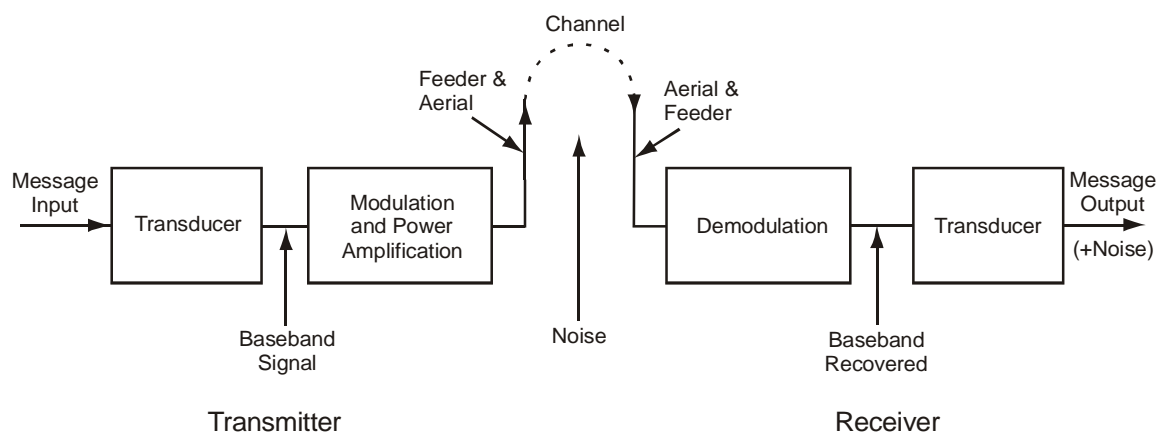 Channel
Feeder &
Aerial
Aerial &
Feeder
Message
Input
Transducer
Modulation
and Power
Amplification
Demodulation
Transducer
Message
Output
(+Noise)
Baseband
Signal
Noise
Baseband
Recovered
Transmitter
Receiver